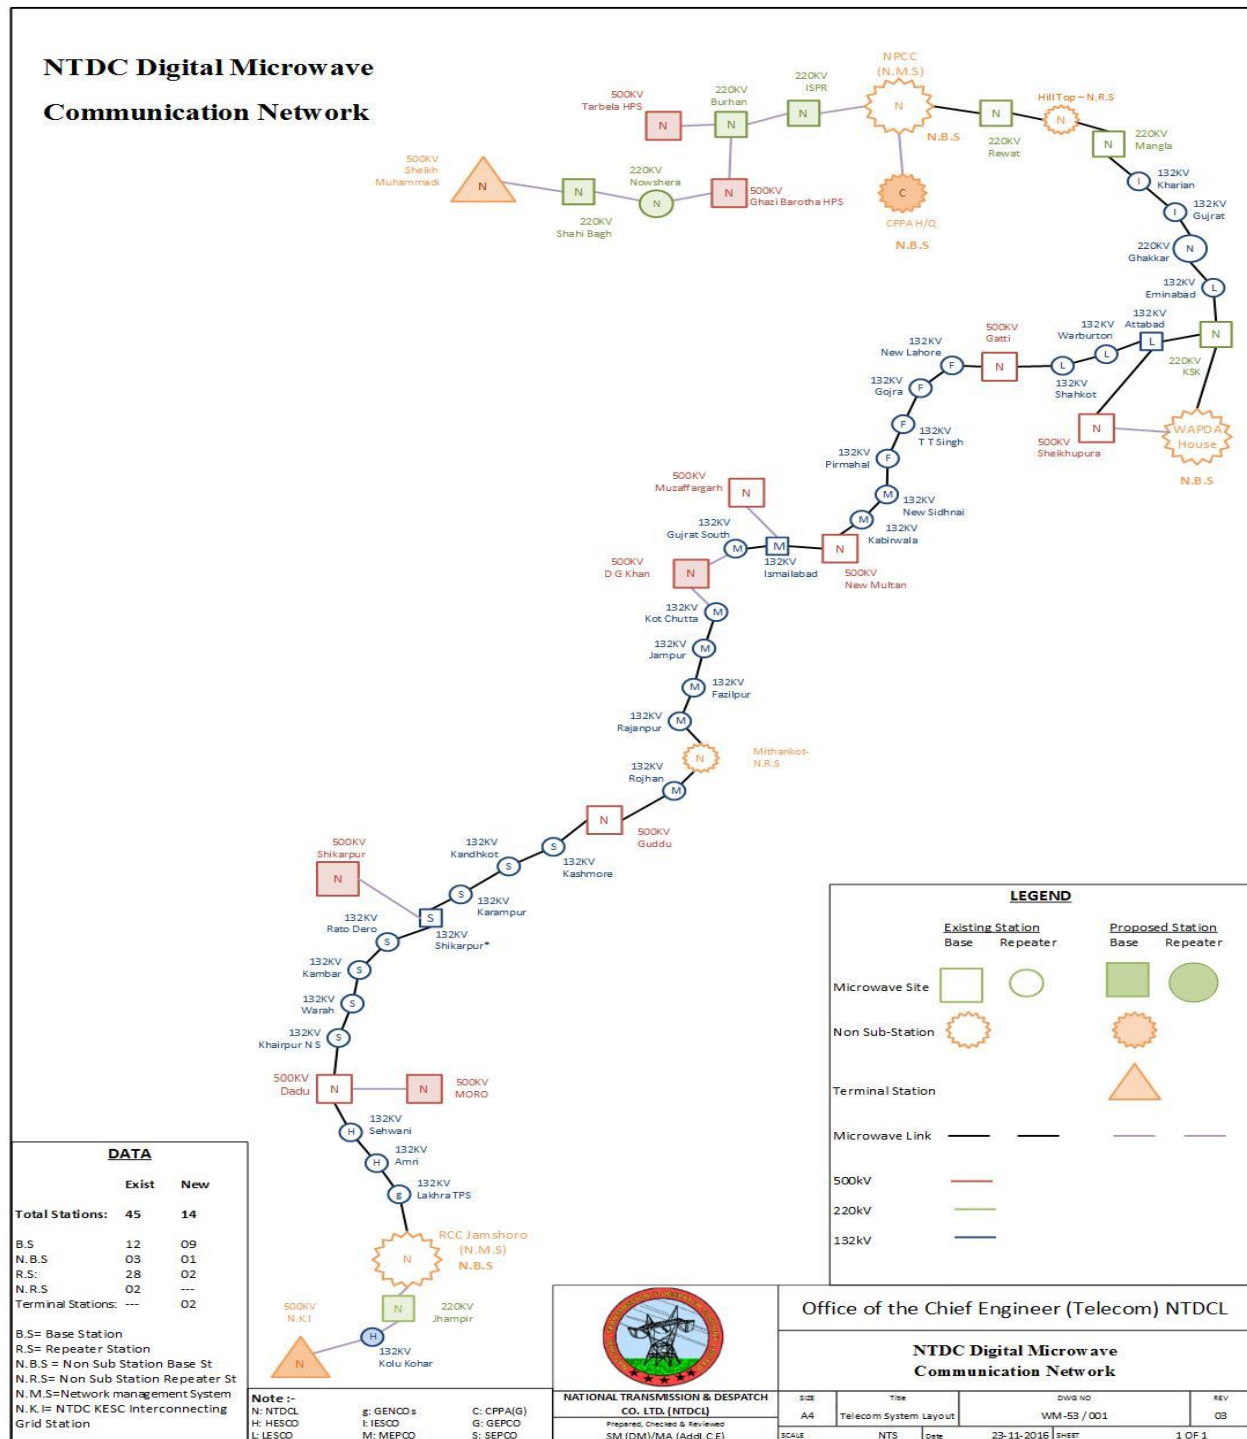 NTDC Digital Microwave
Communication Network
NPCC
(N.M.S)
N
N.B.S
220KV
ISPR
N
220KV
Burhan
N
500KV
Tarbela HPS
N
Hill Top – N.R.S
N
N
220KV
Rewat
220KV
Mangla
N
500KV
Sheikh
Muhammadi
N
N
220KV
Shahi Bagh
220KV
Nowshera
N
N
500KV
Ghazi Barotha HPS
C
CPPA H/Q
N.B.S
132KV
Kharian
I
132KV
Gujrat
I
220KV
Ghakkar
N
132KV
Eminabad
L
132KV
Attabad
L
N
220KV
KSK
132KV
Warburton
L
L
132KV
Shahkot
500KV
Gatti
N
132KV
New Lahore
F
132KV
Gojra
F
F
132KV
T T Singh
N
500KV
Sheikhupura
WAPDA
House
N.B.S
132KV
Pirmahal
F
M
132KV
New Sidhnai
M
132KV
Kabirwala
500KV
Muzaffargarh
N
132KV
Gujrat South
M
M
132KV
Ismailabad
N
500KV
New Multan
500KV
D G Khan
N
132KV
Kot Chutta
M
132KV
Jampur
M
M
132KV
Fazilpur
132KV
Rajanpur
M
N
Mithankot-
N.R.S
132KV
Rojhan
M
N
500KV
Guddu
S
132KV
Kashmore
132KV
Kandhkot
S
S
132KV
Karampur
500KV
Shikarpur
N
S
132KV
Shikarpur*
132KV
Rato Dero
S
132KV
Kambar
S
132KV
Warah
S
132KV
Khairpur N S
S
500KV
Dadu
N
N
500KV
MORO
132KV
Sehwani
H
132KV
Amri
H
132KV
Lakhra TPS
g
RCC Jamshoro
(N.M.S)
N.B.S
N
N
220KV
Jhampir
H
132KV
Kolu Kohar
500KV
N.K.I
N
LEGEND
Existing Station Proposed Station
Base Repeater Base Repeater
Microwave Site
Non Sub-Station
Terminal Station
Microwave Link
500kV
220kV
132kV
DATA
Exist New
Total Stations: 45 14
B.S 12 09
N.B.S 03 01
R.S: 28 02
N.R.S 02 ---
Terminal Stations: --- 02
B.S= Base Station
R.S= Repeater Station
N.B.S = Non Sub Station Base St
N.R.S= Non Sub Station Repeater St
N.M.S=Network management System
N.K.I= NTDC KESC Interconnecting
Grid Station
Note :-
N: NTDCL g: GENCOs C: CPPA(G)
H: HESCO I: IESCO G: GEPCO
L: LESCO M: MEPCO S: SEPCO
NATIONAL TRANSMISSION & DESPATCH
CO. LTD. (NTDCL)
Prepared, Checked & Reviewed
SM (DM)/MA (Addl.C.E)
Office of the Chief Engineer (Telecom) NTDCL
NTDC Digital Microwave
Communication Network
SIZE Title DWG NO REV
A4 Telecom System Layout WM-53 / 001 03
SCALE NTS Date 23-11-2016 SHEET 1 OF 1